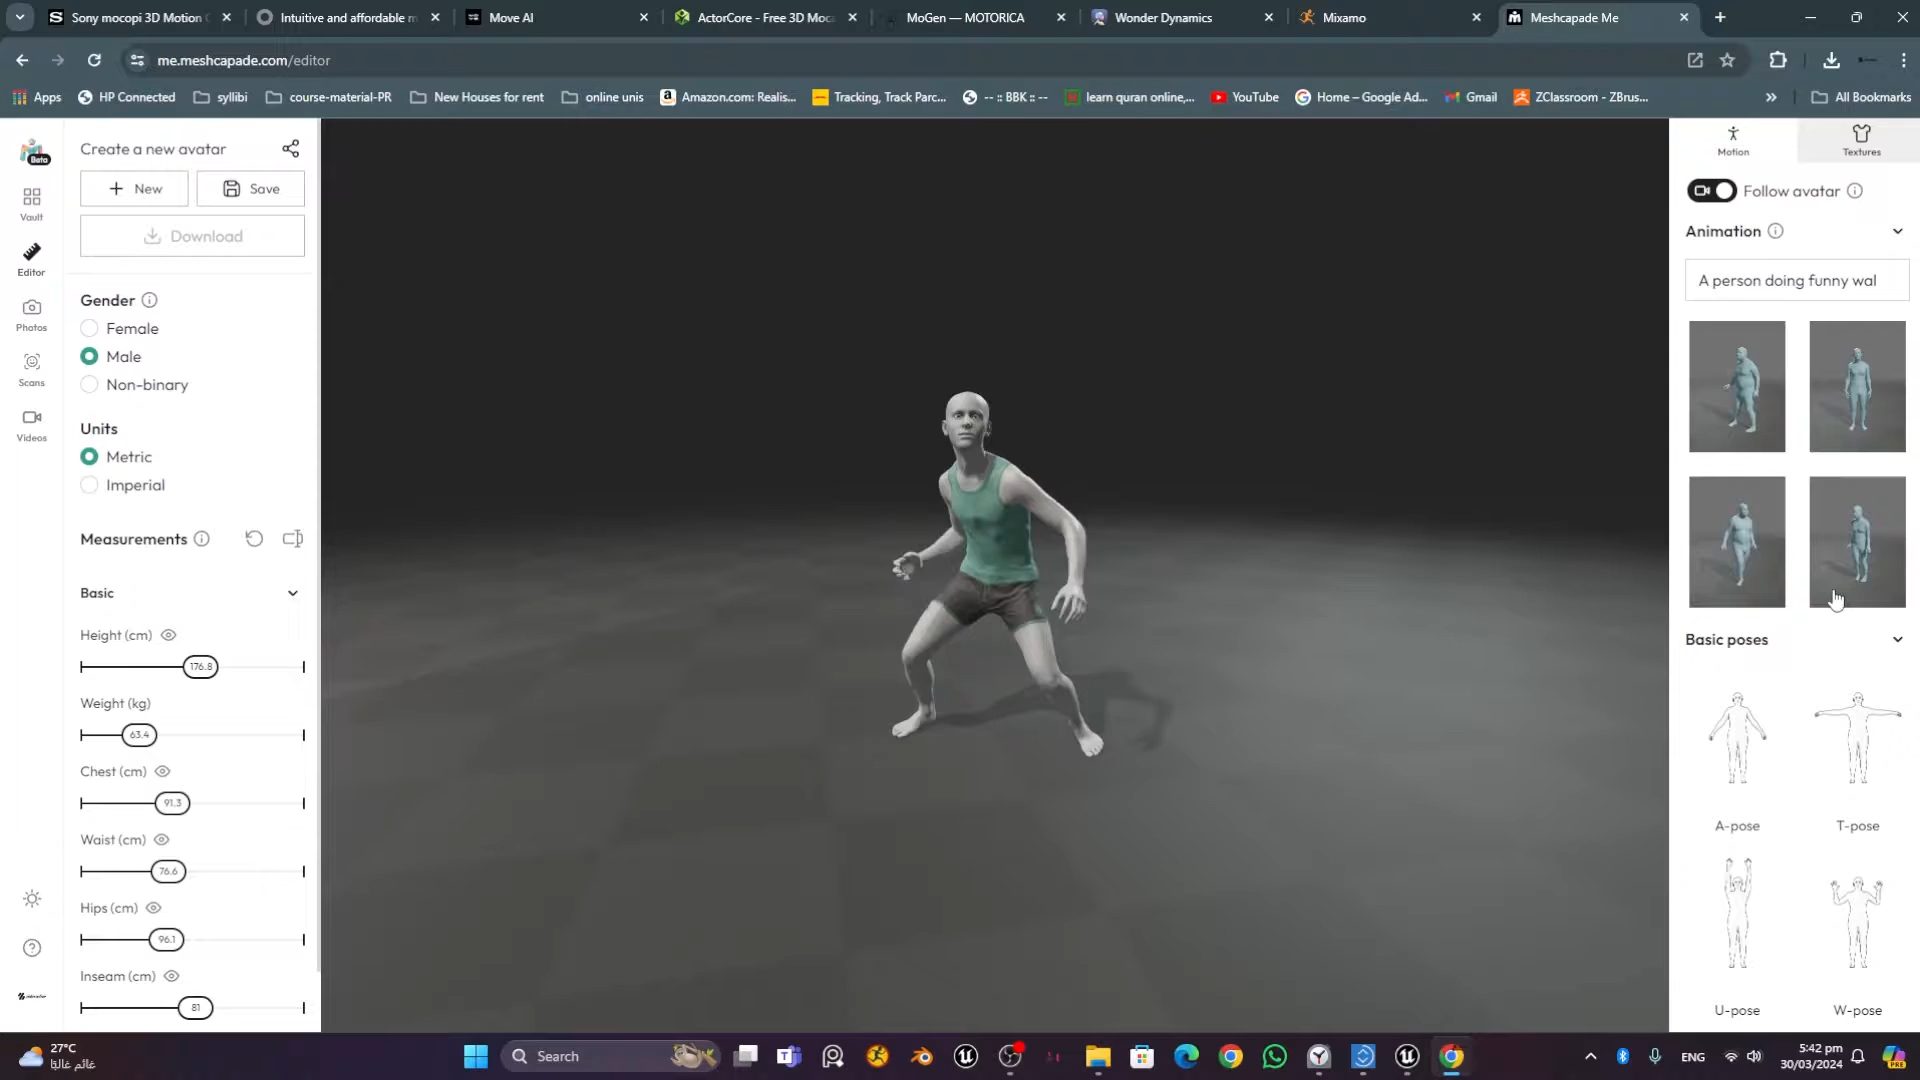 Sony mocopi 3D Motion C
Intuitive and affordable m
Move AI
ActorCore - Free 3D Moca
MoGen — MOTORICA
Wonder Dynamics
Mixamo
Meshcapade Me
me.meshcapade.com/editor
Apps
HP Connected
syllibi
course-material-PR
New Houses for rent
online unis
Amazon.com: Realis...
Tracking, Track Parc...
-- :: BBK :: --
learn quran online,...
YouTube
Home – Google Ad...
Gmail
ZClassroom - ZBrus...
»
All Bookmarks
Beta
Vault
Editor
Photos
Scans
Videos
Create a new avatar
New
Save
Download
Gender
Female
Male
Non-binary
Units
Metric
Imperial
Measurements
Basic
Height (cm)
176.8
Weight (kg)
63.4
Chest (cm)
91.3
Waist (cm)
76.6
Hips (cm)
96.1
Inseam (cm)
81
Motion
Textures
Follow avatar
Animation
A person doing funny wal
Basic poses
A-pose
T-pose
U-pose
W-pose
27°C
غائم غالبًا
Search
ENG
5:42 pm
30/03/2024
PRE